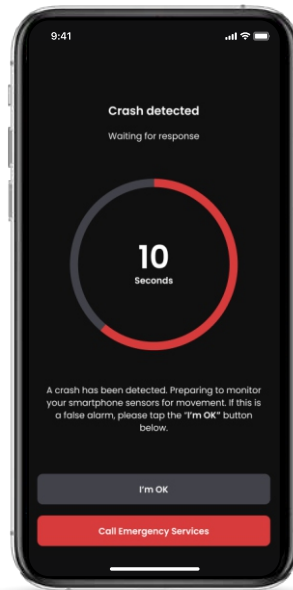 9:41
Crash detected
Waiting for response
10
Seconds
A crash has been detected. Preparing to monitor
your smartphone sensors for movement. If this is
a false alarm, please tap the "I'm OK" button
below.
I'm OK
Call Emergency Services